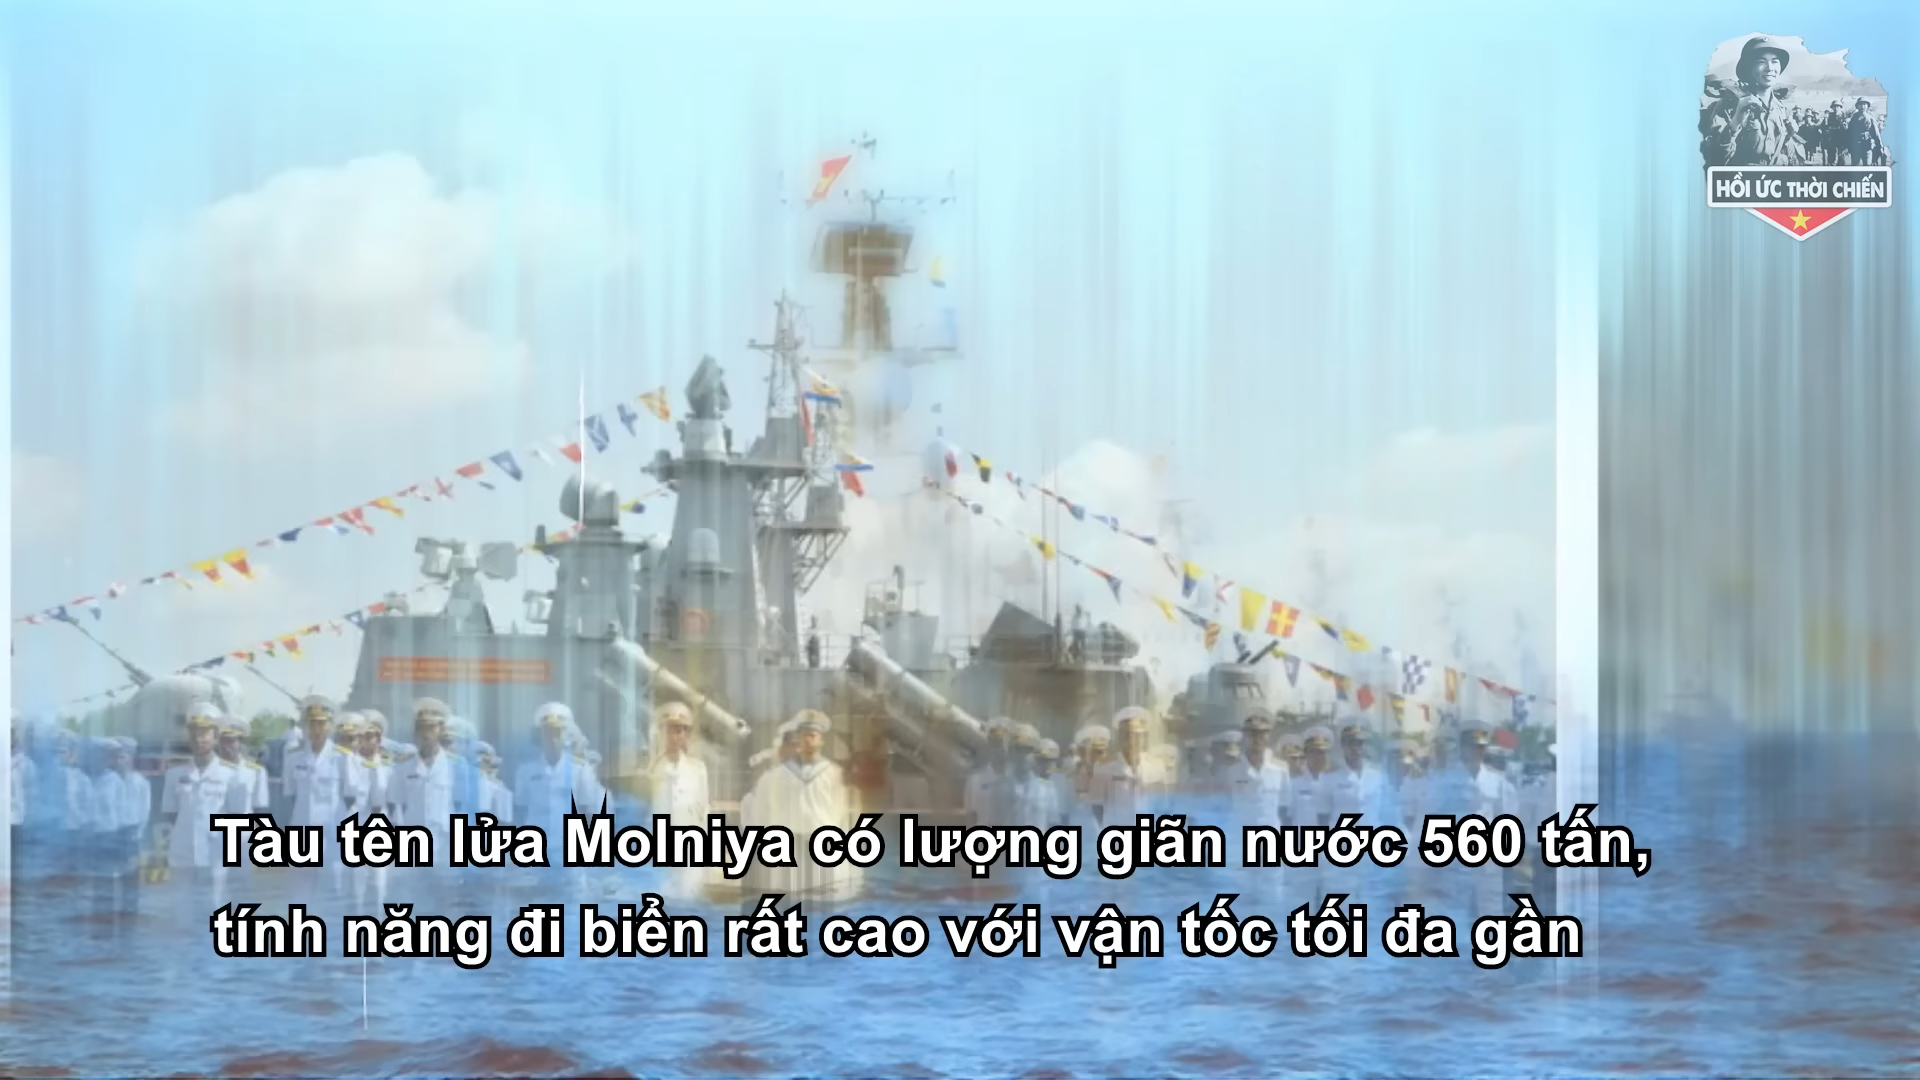 HỒI ỨC THỜI CHIẾN
Tàu tên lửa Molniya có lượng giãn nước 560 tấn,
tính năng đi biển rất cao với vận tốc tối đa gần